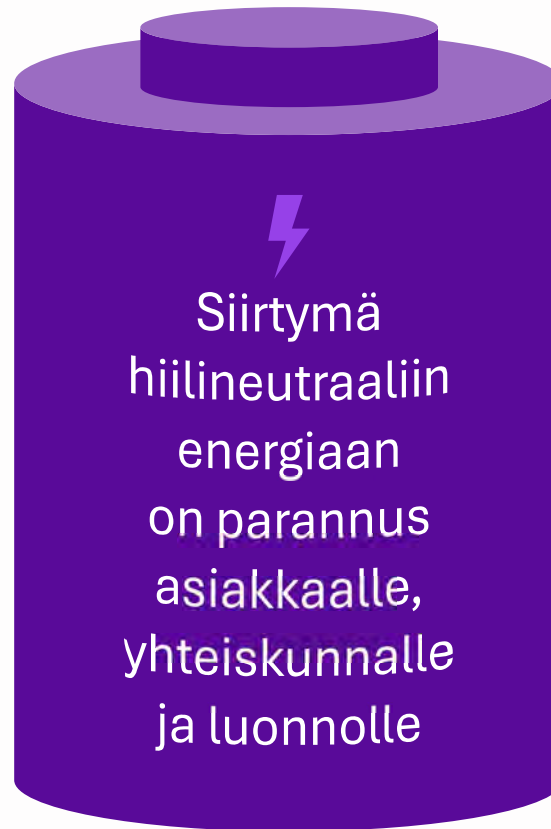 Siirtymä
hiilineutraaliin
energiaan
on parannus
asiakkaalle,
yhteiskunnalle
ja luonnolle